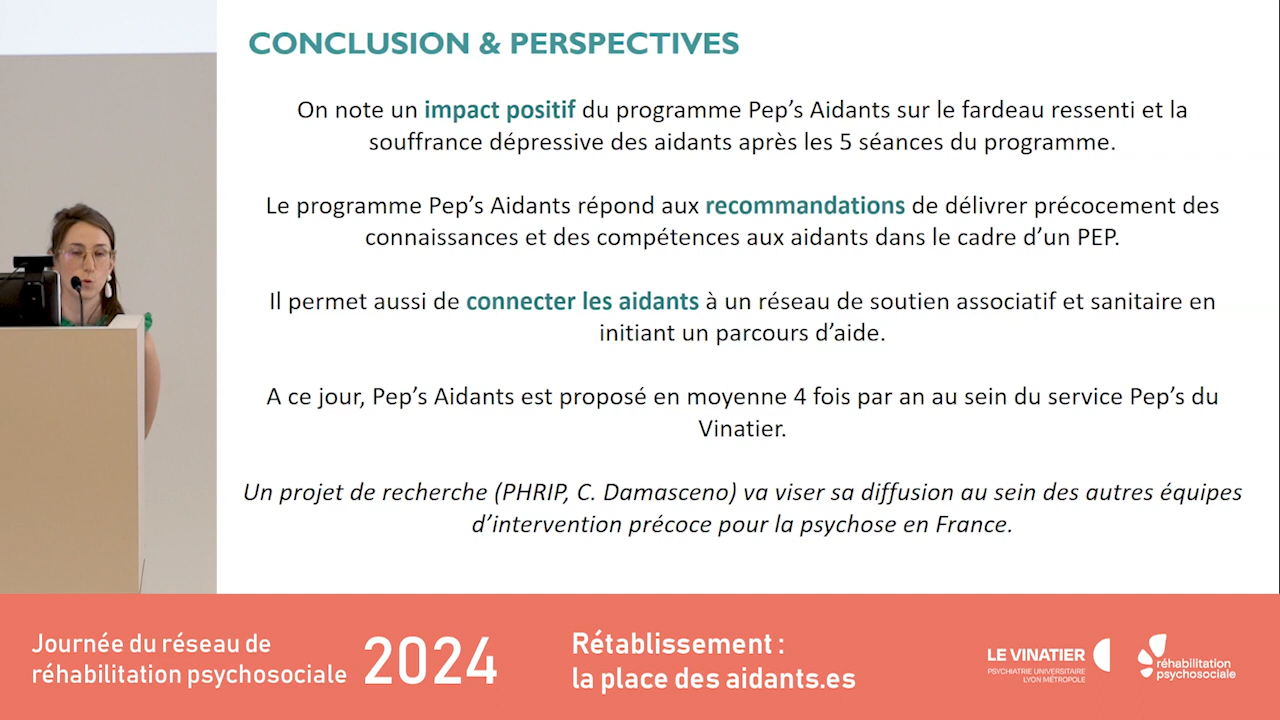 CONCLUSION & PERSPECTIVES
On note un impact positif du programme Pep's Aidants sur le fardeau ressenti et la
souffrance dépressive des aidants après les 5 séances du programme.
Le programme Pep's Aidants répond aux recommandations de délivrer précocement des
connaissances et des compétences aux aidants dans le cadre d'un PEP.
Il permet aussi de connecter les aidants à un réseau de soutien associatif et sanitaire en
initiant un parcours d'aide.
A ce jour, Pep's Aidants est proposé en moyenne 4 fois par an au sein du service Pep's du
Vinatier.
Un projet de recherche (PHRIP, C. Damasceno) va viser sa diffusion au sein des autres équipes
d'intervention précoce pour la psychose en France.
Journée du réseau de
réhabilitation psychosociale
2024
Rétablissement :
la place des aidants.es
LE VINATIER
PSYCHIATRIE UNIVERSITAIRE
LYON MÉTROPOLE
réhabilitation
psychosociale